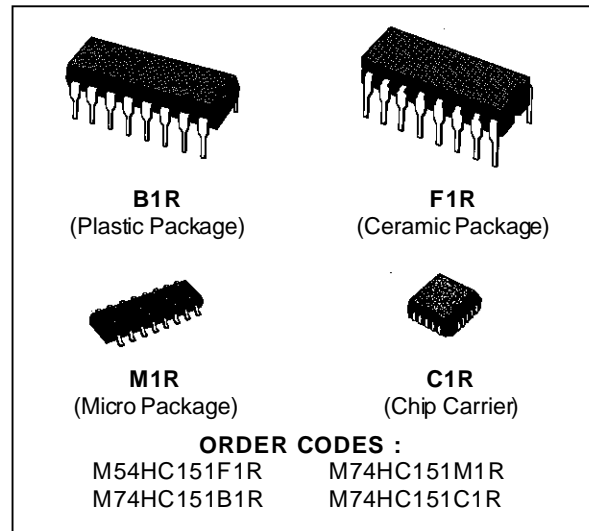 B1R
(Plastic Package)
F1R
(Ceramic Package)
M1R
(Micro Package)
C1R
(Chip Carrier)
ORDER CODES :
M54HC151F1R M74HC151M1R
M74HC151B1R M74HC151C1R